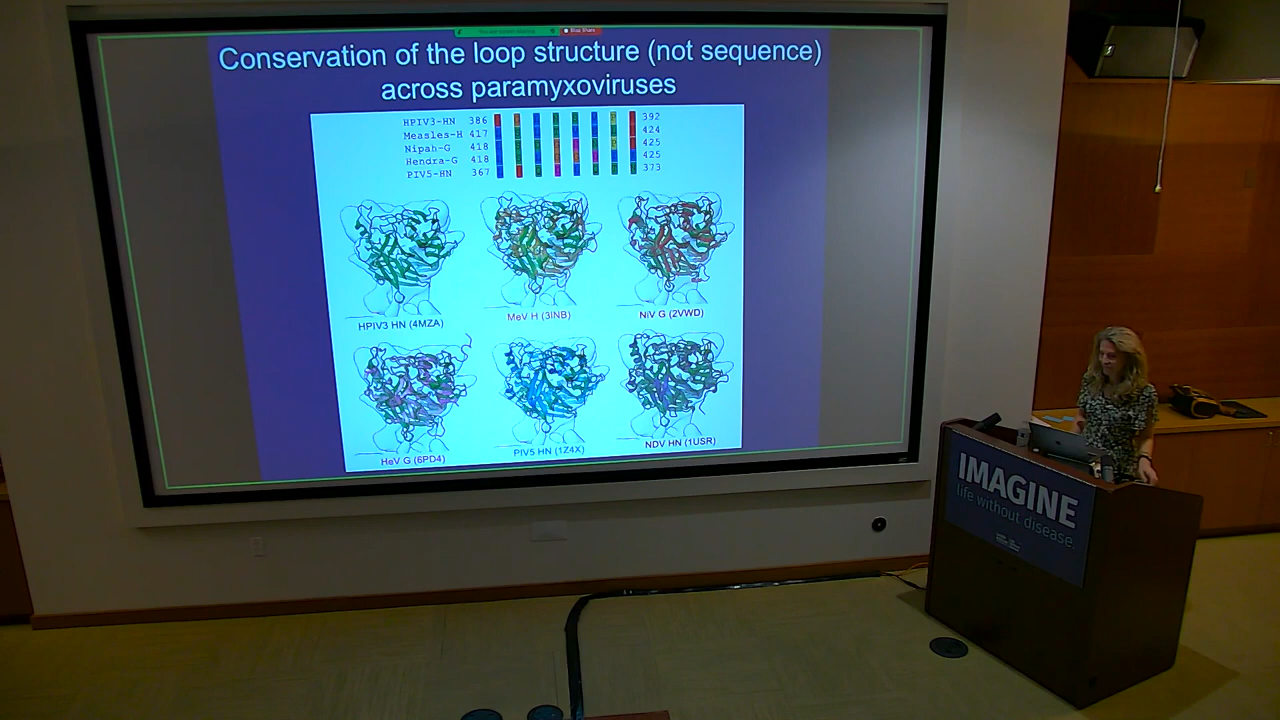 Conservation of the loop structure (not sequence)
across paramyxoviruses
HPIV3-HN 386 392
Measles-H 417 424
Nipah-G 418 425
Hendra-G 418 425
PIV5-HN 367 373
HPIV3 HN (4MZA)
MeV H (3INB)
NiV G (2VWD)
HeV G (6PD4)
PIV5 HN (1Z4X)
NDV HN (1USR)
IMAGINE
life without disease.